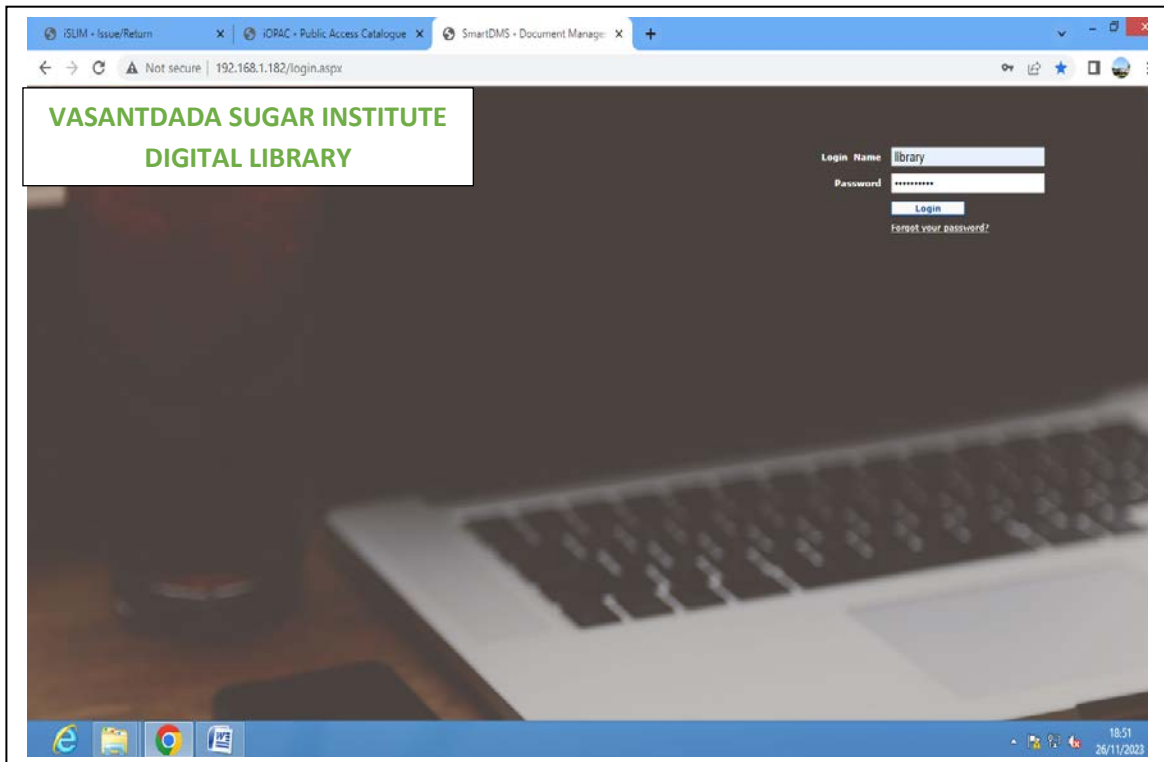 iSLIM - Issue/Return
iOPAC - Public Access Catalogue
SmartDMS - Document Manage
Not secure | 192.168.1.182/login.aspx
VASANTDADA SUGAR INSTITUTE
DIGITAL LIBRARY
Login Name library
Password ••••••••••
Login
Forgot your password?
18:51
26/11/2023